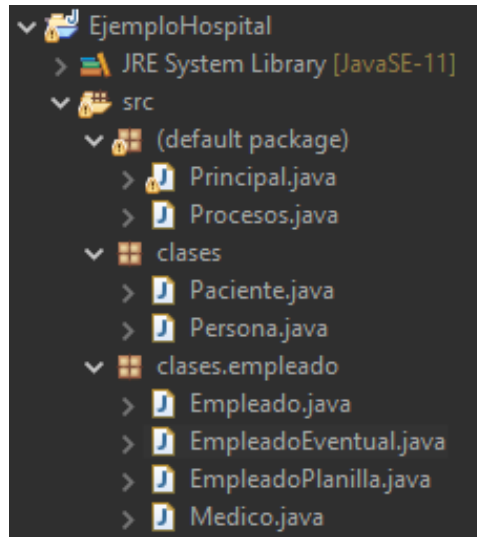 EjemploHospital
JRE System Library [JavaSE-11]
src
(default package)
Principal.java
Procesos.java
clases
Paciente.java
Persona.java
clases.empleado
Empleado.java
EmpleadoEventual.java
EmpleadoPlanilla.java
Medico.java